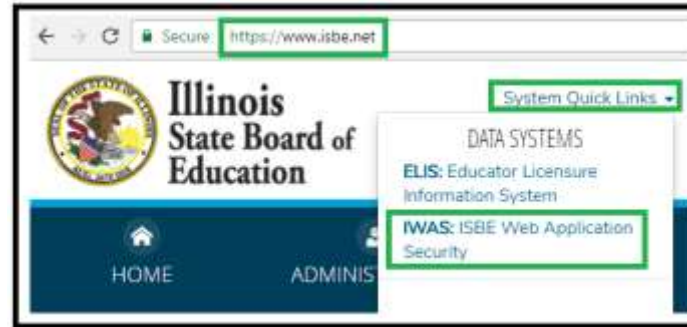 Secure https://www.isbe.net
Illinois
State Board of
Education
System Quick Links
DATA SYSTEMS
ELIS: Educator Licensure
Information System
IWAS: ISBE Web Application
Security
HOME
ADMINIS